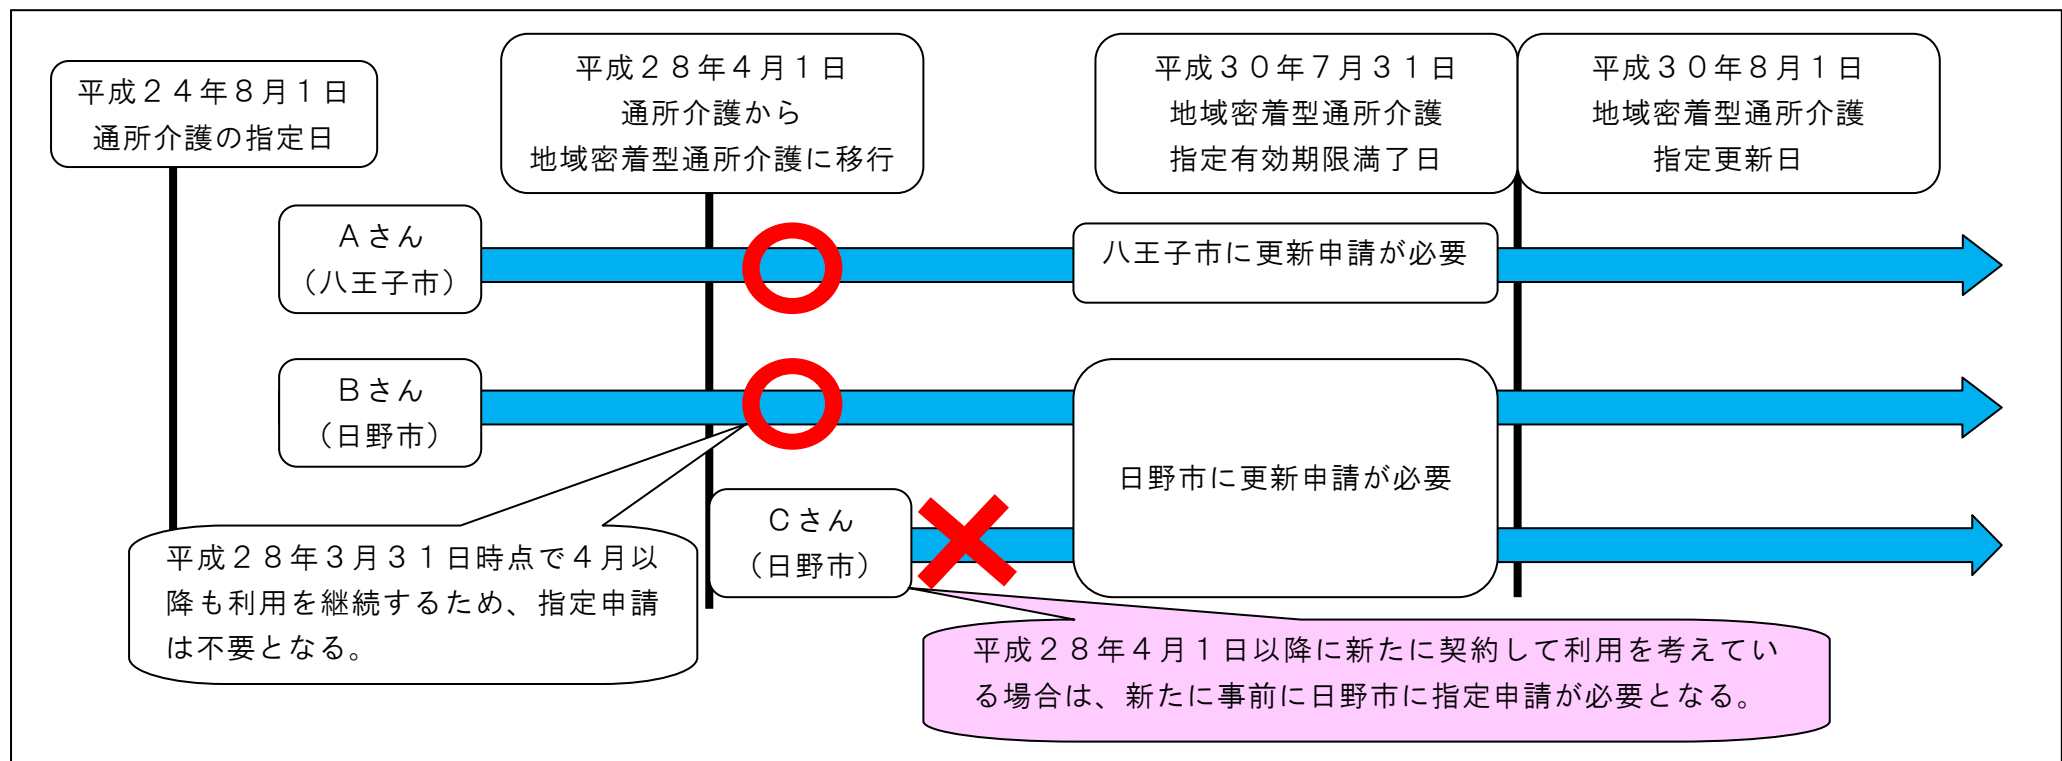 平成２４年８月１日
通所介護の指定日
平成２８年４月１日
通所介護から
地域密着型通所介護に移行
平成３０年７月３１日
地域密着型通所介護
指定有効期限満了日
平成３０年８月１日
地域密着型通所介護
指定更新日
Ａさん
（八王子市）
八王子市に更新申請が必要
Ｂさん
（日野市）
日野市に更新申請が必要
Ｃさん
（日野市）
平成２８年３月３１日時点で４月以
降も利用を継続するため、指定申請
は不要となる。
平成２８年４月１日以降に新たに契約して利用を考えてい
る場合は、新たに事前に日野市に指定申請が必要となる。